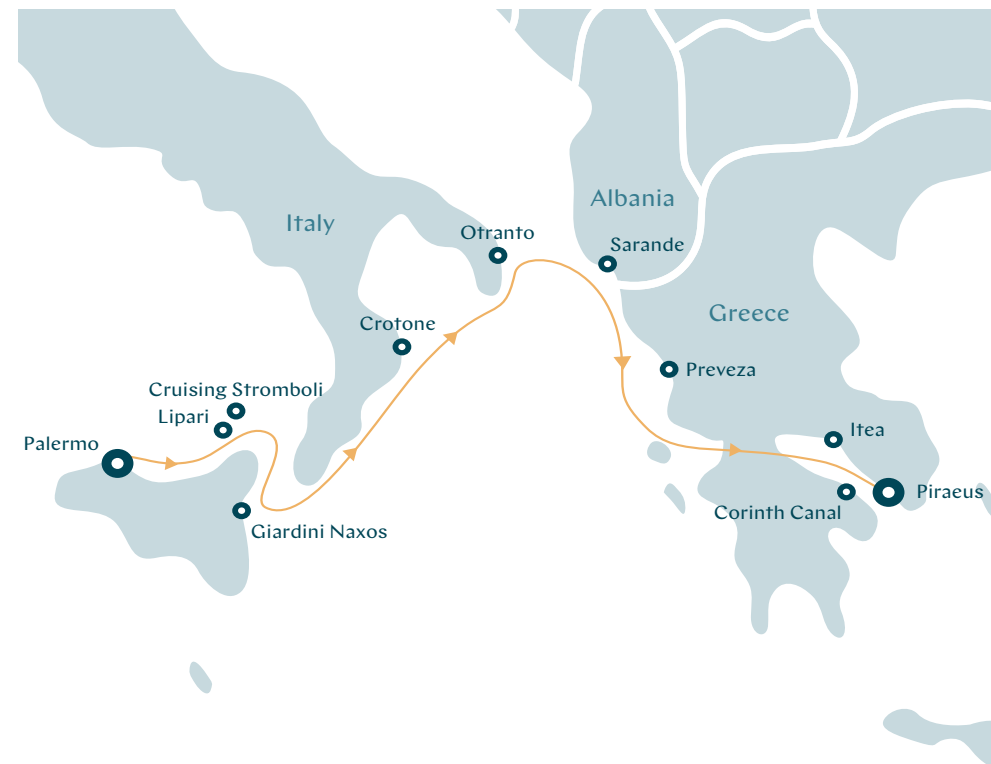 Albania
Italy
Otranto
Sarande
Greece
Crotone
Preveza
Cruising Stromboli
Lipari
Itea
Palermo
Piraeus
Corinth Canal
Giardini Naxos